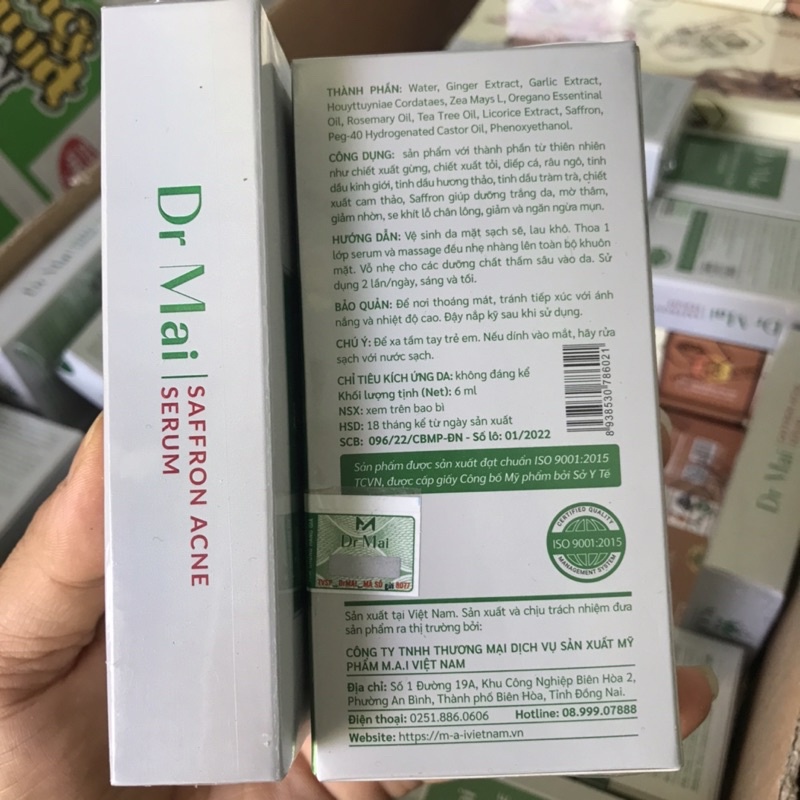 Dr Mai
SAFFRON ACNE
SERUM
THÀNH PHẦN: Water, Ginger Extract, Garlic Extract,
Houyttuyniae Cordataes, Zea Mays L, Oregano Essentinal
Oil, Rosemary Oil, Tea Tree Oil, Licorice Extract, Saffron,
Peg-40 Hydrogenated Castor Oil, Phenoxyethanol.
CÔNG DỤNG: sản phẩm với thành phần từ thiên nhiên
như chiết xuất gừng, chiết xuất tỏi, diếp cá, râu ngô, tinh
dầu kinh giới, tinh dầu hương thảo, tinh dầu tràm trà, chiết
xuất cam thảo, Saffron giúp dưỡng trắng da, mờ thâm,
giảm nhờn, se khít lỗ chân lông, giảm và ngăn ngừa mụn.
HƯỚNG DẪN: Vệ sinh da mặt sạch sẽ, lau khô. Thoa 1
lớp serum và massage đều nhẹ nhàng lên toàn bộ khuôn
mặt. Vỗ nhẹ cho các dưỡng chất thấm sâu vào da. Sử
dụng 2 lần/ngày, sáng và tối.
BẢO QUẢN: Để nơi thoáng mát, tránh tiếp xúc với ánh
nắng và nhiệt độ cao. Đậy nắp kỹ sau khi sử dụng.
CHÚ Ý: Để xa tầm tay trẻ em. Nếu dính vào mắt, hãy rửa
sạch với nước sạch.
CHỈ TIÊU KÍCH ỨNG DA: không đáng kể
Khối lượng tịnh (Net): 6 ml
NSX: xem trên bao bì
HSD: 18 tháng kể từ ngày sản xuất
SCB: 096/22/CBMP-ĐN - Số lô: 01/2022
8 938530 786021
Sản phẩm được sản xuất đạt chuẩn ISO 9001:2015
TCVN, được cấp giấy Công bố Mỹ phẩm bởi Sở Y Tế
Dr Mai
CERTIFIED QUALITY
ISO 9001:2015
MANAGEMENT SYSTEM
Sản xuất tại Việt Nam. Sản xuất và chịu trách nhiệm đưa
sản phẩm ra thị trường bởi:
CÔNG TY TNHH THƯƠNG MẠI DỊCH VỤ SẢN XUẤT MỸ
PHẨM M.A.I VIỆT NAM
Địa chỉ: Số 1 Đường 19A, Khu Công Nghiệp Biên Hòa 2,
Phường An Bình, Thành phố Biên Hòa, Tỉnh Đồng Nai.
Điện thoại: 0251.886.0606 Hotline: 08.999.07888
Website: https://m-a-ivietnam.vn
Dr Mai
Dr Mai